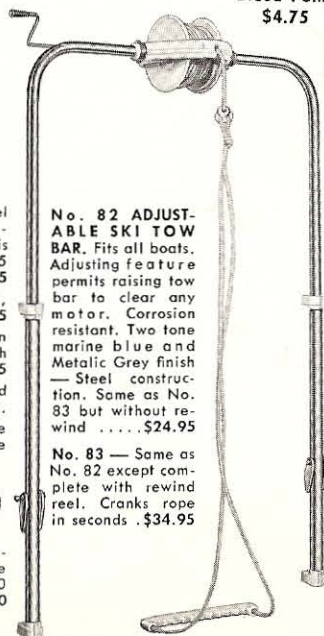 $4.75
No. 82 ADJUST-
ABLE SKI TOW
BAR. Fits all boats.
Adjusting feature
permits raising tow
bar to clear any
motor. Corrosion
resistant. Two tone
marine blue and
Metalic Grey finish
— Steel construc-
tion. Same as No.
83 but without re-
wind .....$24.95
No. 83 — Same as
No. 82 except com-
plete with rewind
reel. Cranks rope
in seconds .$34.95